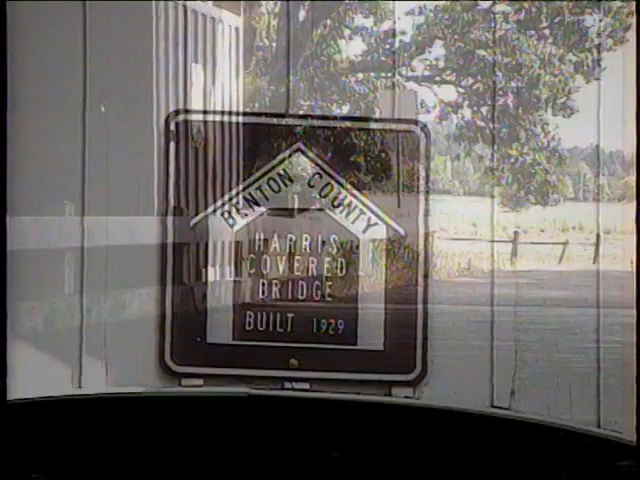 BENTON COUNTY
HARRIS
COVERED
BRIDGE
BUILT 1929